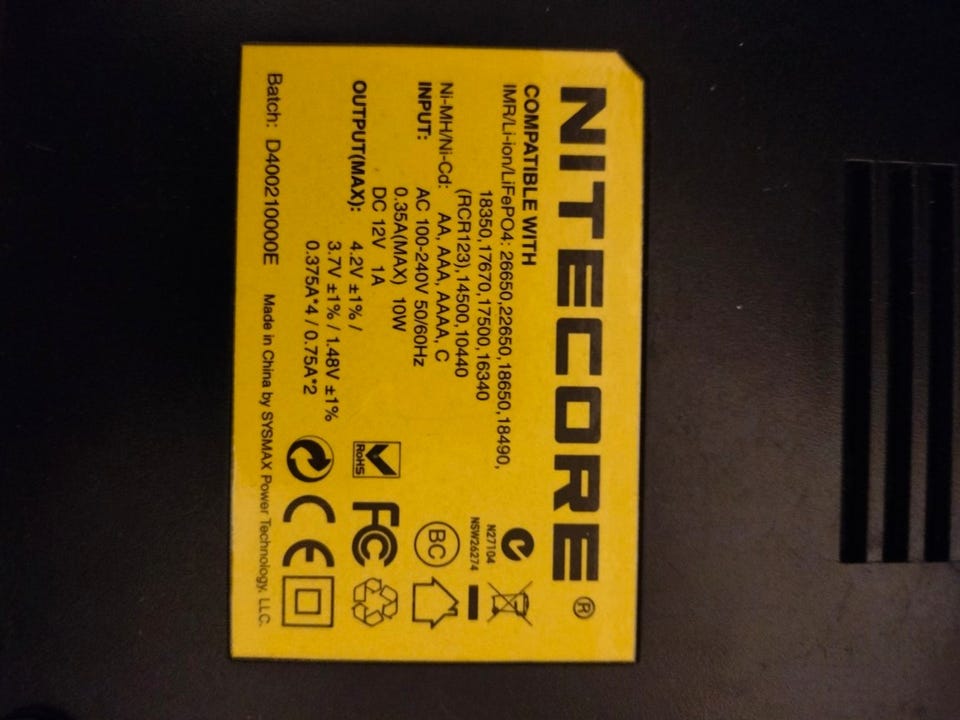 NITECORE®
COMPATIBLE WITH
IMR/Li-ion/LiFePO4: 26650,22650,18650,18490,
18350,17670,17500,16340
(RCR123),14500,10440
Ni-MH/Ni-Cd: AA, AAA, AAAA, C
INPUT: AC 100-240V 50/60Hz
0.35A(MAX) 10W
DC 12V 1A
OUTPUT(MAX): 4.2V ±1% /
3.7V ±1% / 1.48V ±1%
0.375A*4 / 0.75A*2
Batch: D400210000E Made in China by SYSMAX Power Technology, LLC.
N27104
NSW26274
BC
RoHS
FC
CE